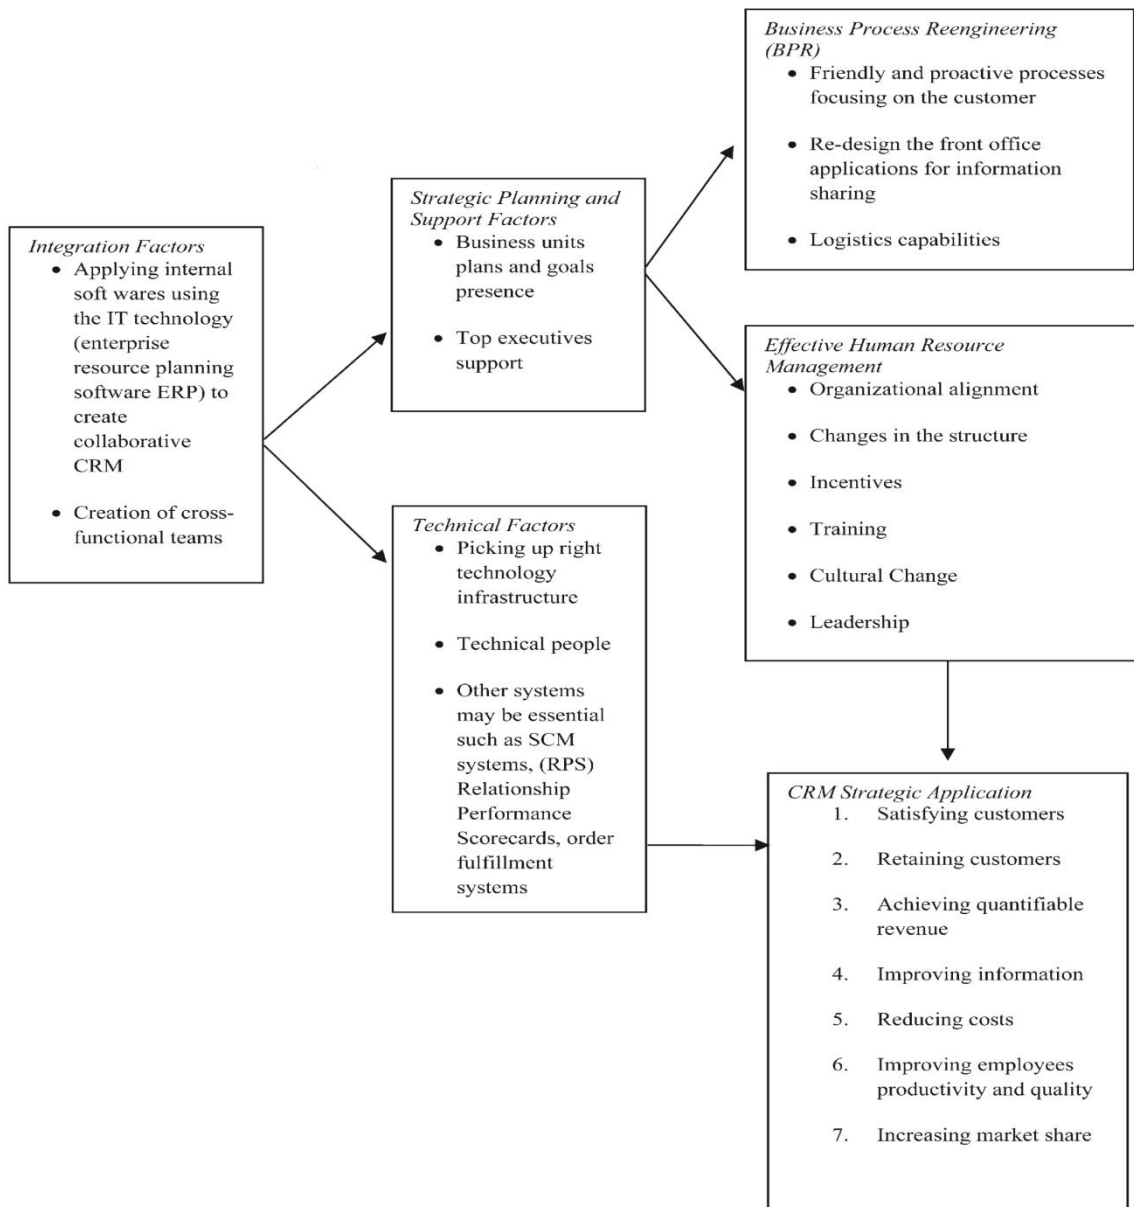 Business Process Reengineering
(BPR)
• Friendly and proactive processes
focusing on the customer
• Re-design the front office
applications for information
sharing
• Logistics capabilities
Strategic Planning and
Support Factors
• Business units
plans and goals
presence
• Top executives
support
Integration Factors
• Applying internal
soft wares using
the IT technology
(enterprise
resource planning
software ERP) to
create
collaborative
CRM
• Creation of cross-
functional teams
Effective Human Resource
Management
• Organizational alignment
• Changes in the structure
• Incentives
• Training
• Cultural Change
• Leadership
Technical Factors
• Picking up right
technology
infrastructure
• Technical people
• Other systems
may be essential
such as SCM
systems, (RPS)
Relationship
Performance
Scorecards, order
fulfillment
systems
CRM Strategic Application
1. Satisfying customers
2. Retaining customers
3. Achieving quantifiable
revenue
4. Improving information
5. Reducing costs
6. Improving employees
productivity and quality
7. Increasing market share